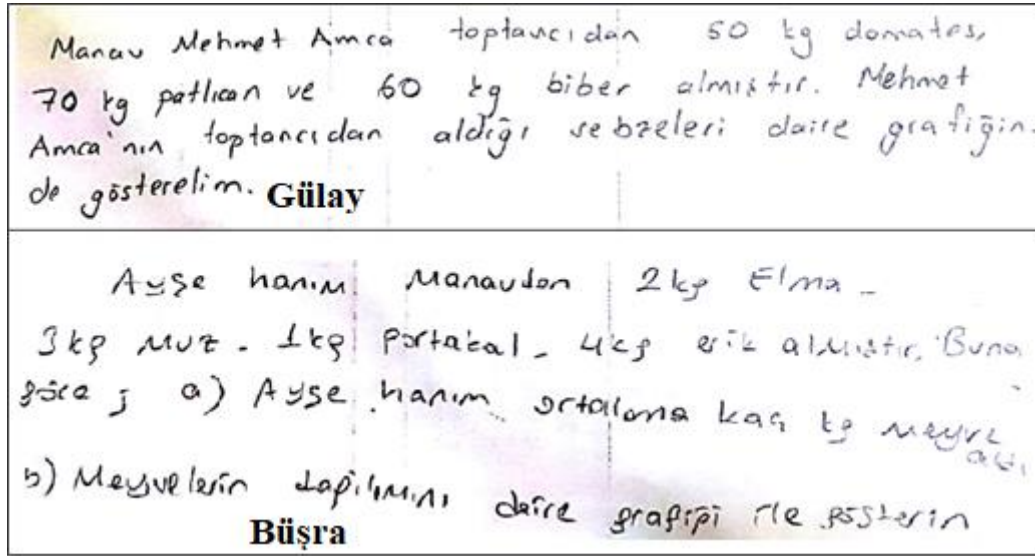 Manav Mehmet Amca toptancıdan 50 kg domates,
70 kg patlıcan ve 60 kg biber almıştır. Mehmet
Amca'nın toptancıdan aldığı sebzeleri daire grafiğin
de gösterelim. Gülay
Ayşe hanım Manavdan 2kg Elma -
3kg Muz - 1kg Portakal - 4kg erik almıştır. Buna
göre ; a) Ayşe hanım ortalama kaç kg meyve
aldı
b) Meyvelerin dağılımını daire grafiği ile gösterin
Büşra